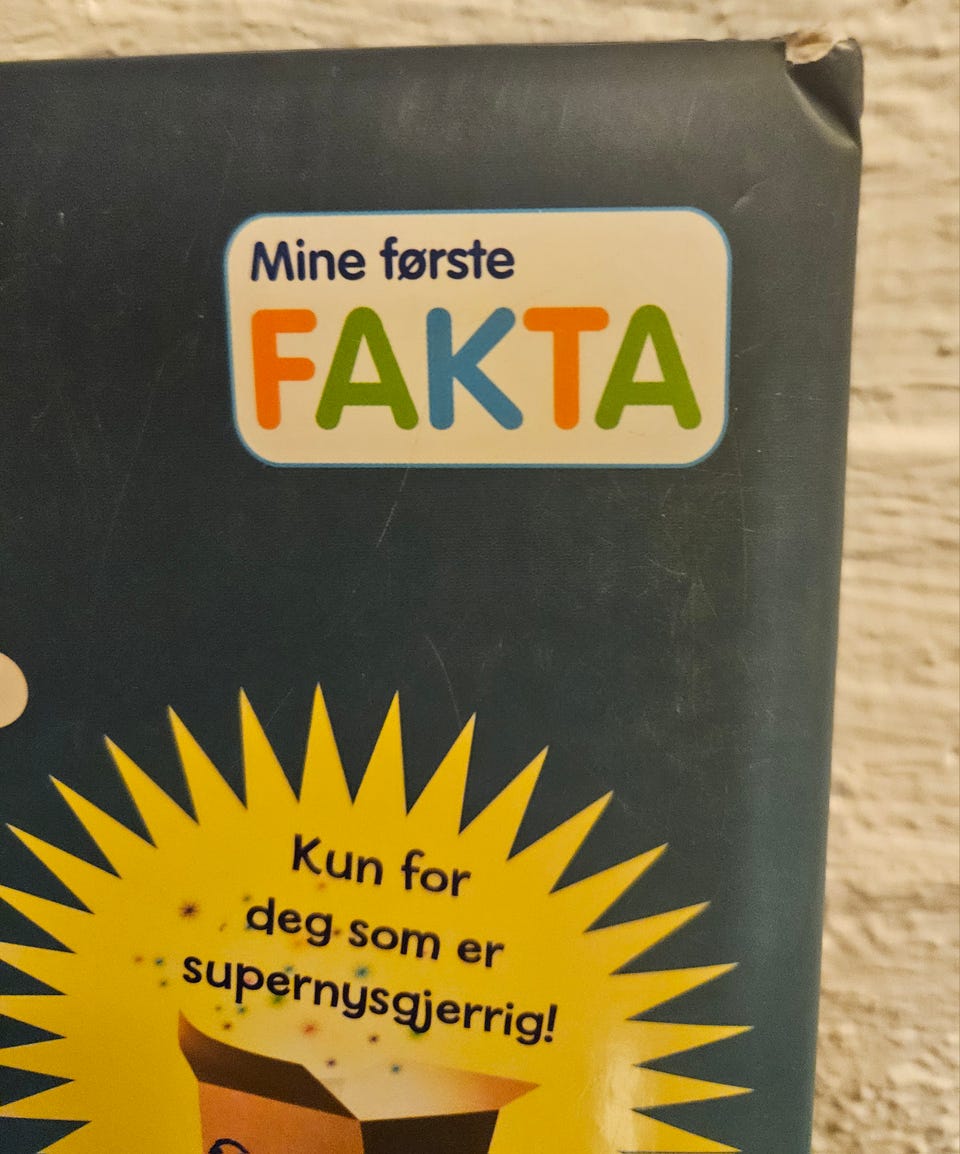 Mine første
FAKTA
Kun for
deg som er
supernysgjerrig!